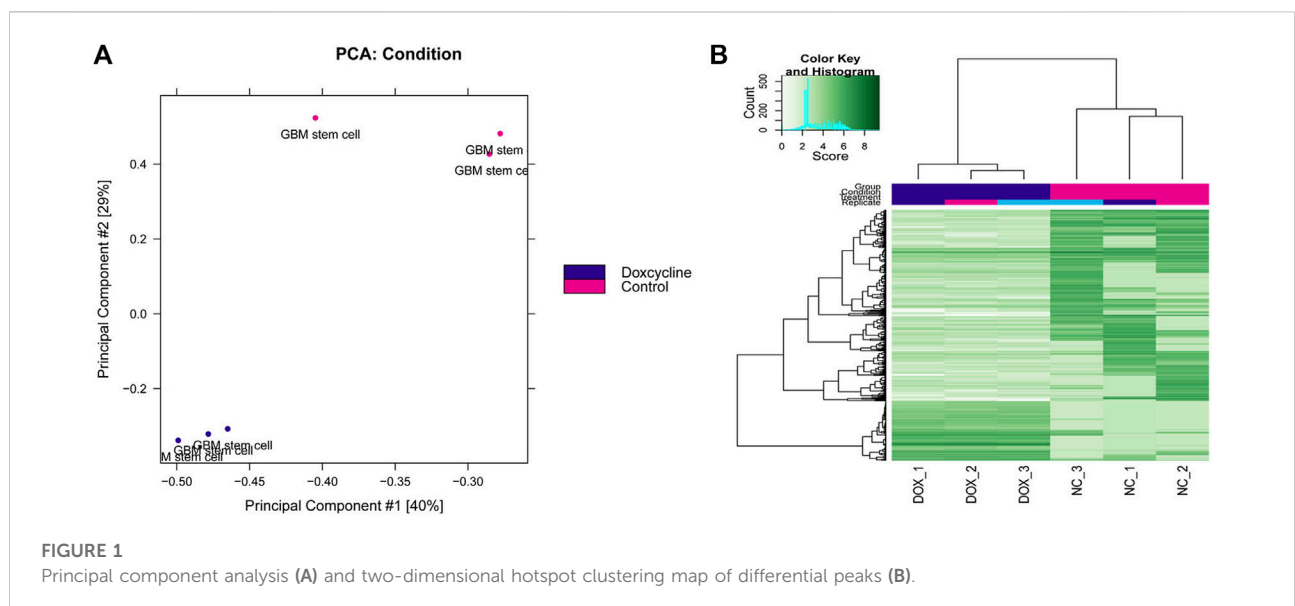 A
PCA: Condition
Principal Component #2 [29%]
0.4
0.2
0.0
−0.2
GBM stem cell
GBM stem
GBM stem ce
GBM stem cell
GBM stem cell
M stem cell
−0.50
−0.45
−0.40
−0.35
−0.30
Principal Component #1 [40%]
Doxcycline
Control
B
Color Key
and Histogram
Count
500
200
0
0 2 4 6 8
Score
Group
Condition
Treatment
Replicate
DOX_1
DOX_2
DOX_3
NC_3
NC_1
NC_2
FIGURE 1
Principal component analysis (A) and two-dimensional hotspot clustering map of differential peaks (B).